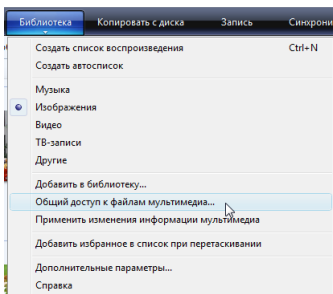 Библиотека Копировать с диска Запись Синхрони
Создать список воспроизведения Ctrl+N
Создать автосписок
Музыка
Изображения
Видео
ТВ-записи
Другие
Добавить в библиотеку...
Общий доступ к файлам мультимедиа...
Применить изменения информации мультимедиа
Добавить избранное в список при перетаскивании
Дополнительные параметры...
Справка